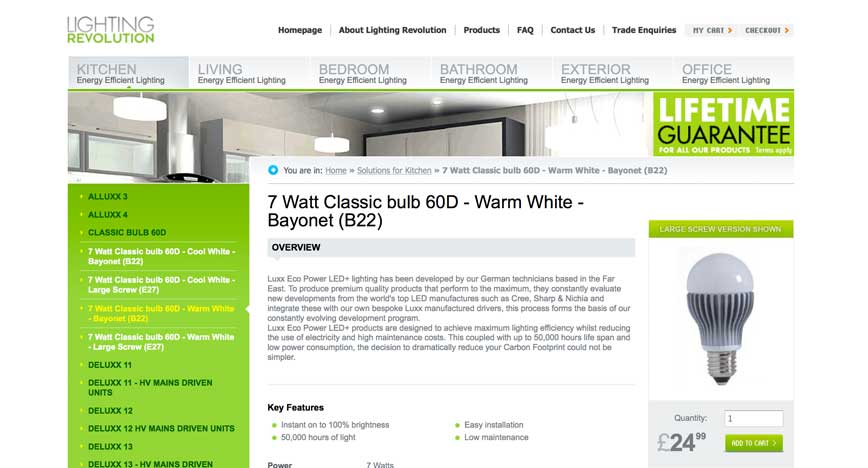 LIGHTING
REVOLUTION
Homepage About Lighting Revolution Products FAQ Contact Us Trade Enquiries MY CART CHECKOUT
KITCHEN LIVING BEDROOM BATHROOM EXTERIOR OFFICE
Energy Efficient Lighting Energy Efficient Lighting Energy Efficient Lighting Energy Efficient Lighting Energy Efficient Lighting Energy Efficient Lighting
LIFETIME
GUARANTEE
FOR ALL OUR PRODUCTS Terms apply
You are in: Home » Solutions for Kitchen » 7 Watt Classic bulb 60D - Warm White - Bayonet (B22)
ALLUXX 3
ALLUXX 4
CLASSIC BULB 60D
7 Watt Classic bulb 60D - Cool White -
Bayonet (B22)
7 Watt Classic bulb 60D - Cool White -
Large Screw (E27)
7 Watt Classic bulb 60D - Warm White
- Bayonet (B22)
7 Watt Classic bulb 60D - Warm White
- Large Screw (E27)
DELUXX 11
DELUXX 11 - HV MAINS DRIVEN
UNITS
DELUXX 12
DELUXX 12 HV MAINS DRIVEN UNITS
DELUXX 13
DELUXX 13 - HV MAINS DRIVEN
7 Watt Classic bulb 60D - Warm White -
Bayonet (B22)
OVERVIEW
Luxx Eco Power LED+ lighting has been developed by our German technicians based in the Far
East. To produce premium quality products that perform to the maximum, they constantly evaluate
new developments from the world's top LED manufactures such as Cree, Sharp & Nichia and
integrate these with our own bespoke Luxx manufactured drivers, this process forms the basis of our
constantly evolving development program.
Luxx Eco Power LED+ products are designed to achieve maximum lighting efficiency whilst reducing
the use of electricity and high maintenance costs. This coupled with up to 50,000 hours life span and
low power consumption, the decision to dramatically reduce your Carbon Footprint could not be
simpler.
Key Features
Instant on to 100% brightness Easy installation
50,000 hours of light Low maintenance
Power 7 Watts
LARGE SCREW VERSION SHOWN
Quantity: 1
£24.99 ADD TO CART